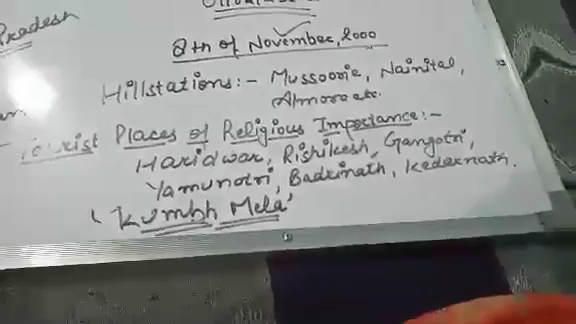 Pradesh
8th of November, 2000
Hillstations:- Mussoorie, Nainital,
Almora etc.
Tourist Places of Religious Importance:-
Haridwar, Rishikesh, Gangotri,
Yamunotri, Badrinath, Kedarnath.
'Kumbh Mela'